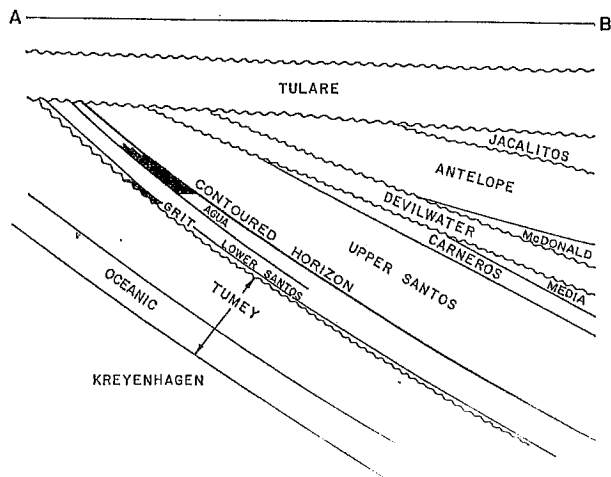 A
B
TULARE
JACALITOS
ANTELOPE
DEVILWATER
McDONALD
CARNEROS
MEDIA
UPPER SANTOS
CONTOURED HORIZON
AGUA
GRIT
LOWER SANTOS
TUMEY
OCEANIC
KREYENHAGEN